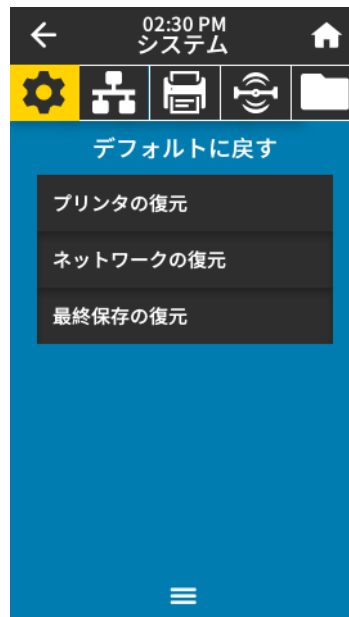 02:30 PM
システム
デフォルトに戻す
プリンタの復元
ネットワークの復元
最終保存の復元